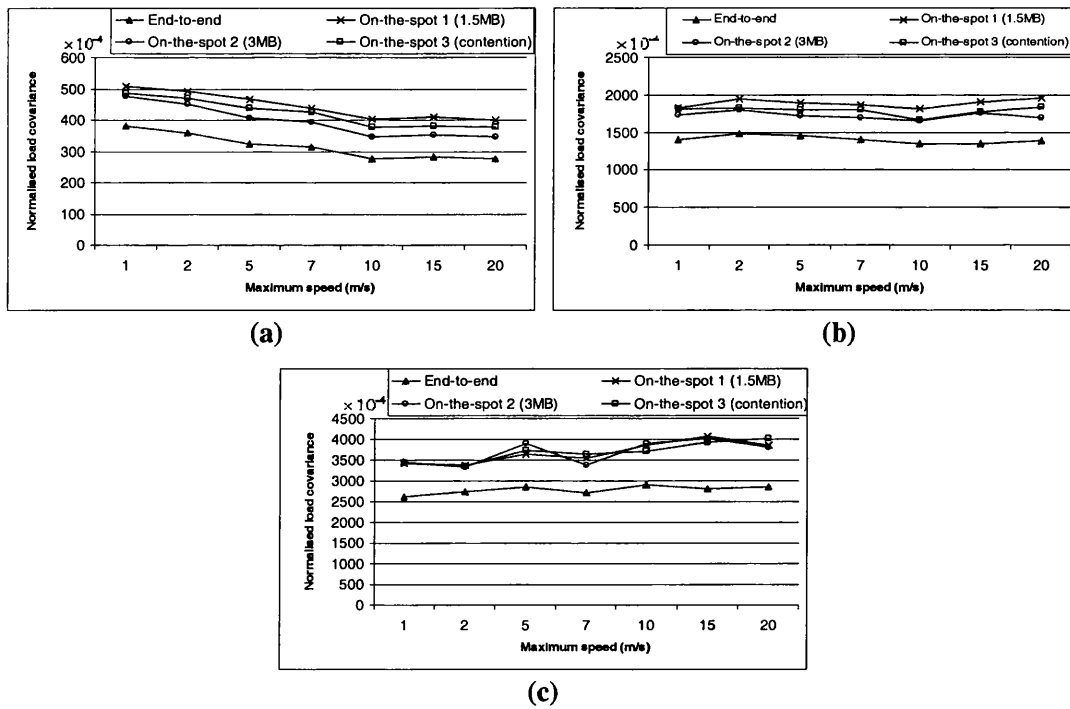 (a)
End-to-end
On-the-spot 1 (1.5MB)
On-the-spot 2 (3MB)
On-the-spot 3 (contention)
×10⁻⁴
Normalised load covariance
600
500
400
300
200
100
0
1 2 5 7 10 15 20
Maximum speed (m/s)
(a)
End-to-end
On-the-spot 1 (1.5MB)
On-the-spot 2 (3MB)
On-the-spot 3 (contention)
×10⁻⁴
Normalised load covariance
2500
2000
1500
1000
500
0
1 2 5 7 10 15 20
Maximum speed (m/s)
(b)
End-to-end
On-the-spot 1 (1.5MB)
On-the-spot 2 (3MB)
On-the-spot 3 (contention)
×10⁻⁴
Normalised load covariance
4500
4000
3500
3000
2500
2000
1500
1000
500
0
1 2 5 7 10 15 20
Maximum speed (m/s)
(c)